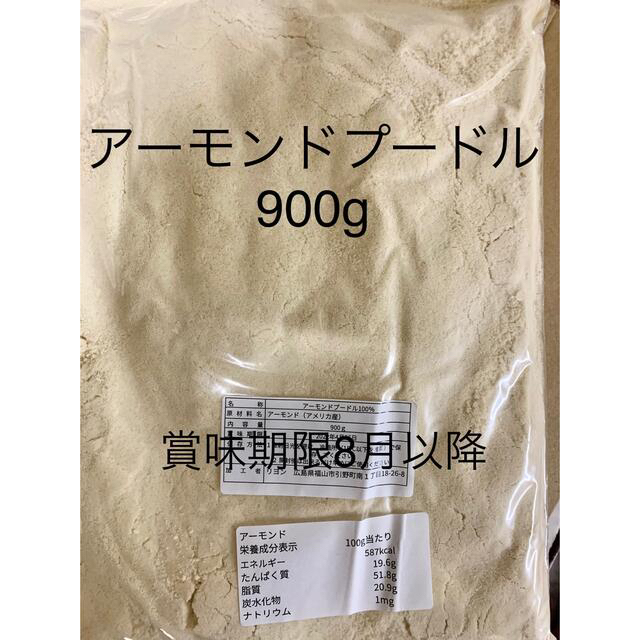 アーモンドプードル
900g
名 称 アーモンドプードル100%
原材料名 アーモンド（アメリカ産）
内 容 量 900g
賞味期限8月以降
加 工 者 リヨン 広島県福山市引野町南1丁目18-26-8
アーモンド
栄養成分表示 100g当たり
エネルギー 587kcal
たんぱく質 19.6g
脂質 51.8g
炭水化物 20.9g
ナトリウム 1mg